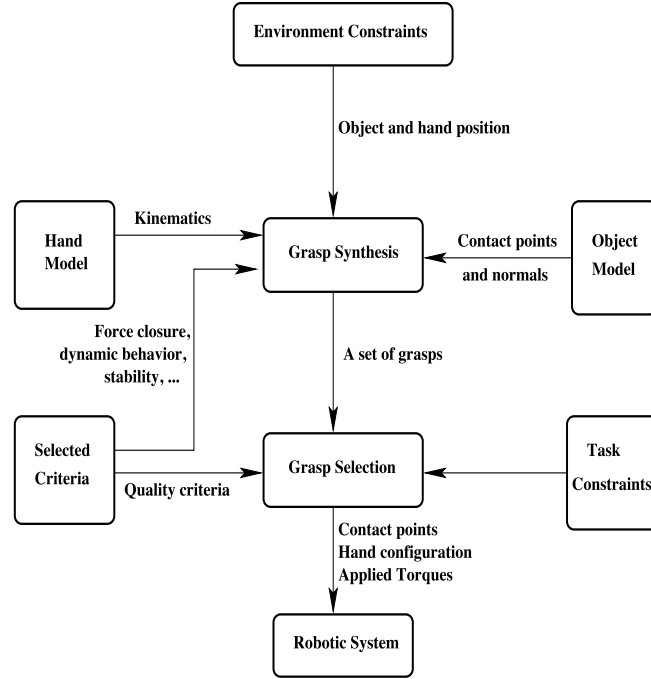 Environment Constraints
Object and hand position
Kinematics
Hand
Model
Grasp Synthesis
Contact points
and normals
Object
Model
Force closure,
dynamic behavior,
stability, ...
A set of grasps
Selected
Criteria
Quality criteria
Grasp Selection
Task
Constraints
Contact points
Hand configuration
Applied Torques
Robotic System